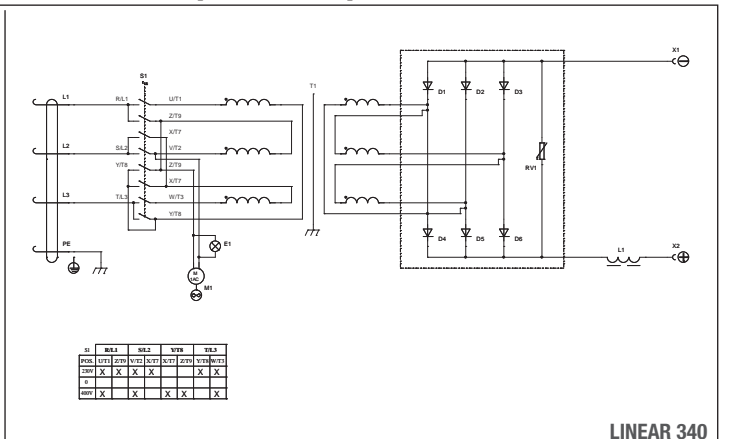 S1
L1
R/L1
U/T1
Z/T9
X/T7
L2
S/L2
V/T2
Y/T8
Z/T9
X/T7
L3
T/L3
W/T3
Y/T8
PE
E1
M
1AC
M1
T1
D1 D2 D3
RV1
D4 D5 D6
X1
L1
X2
S1 R/L1 S/L2 Y/T8 T/L3
POS. U/T1 Z/T9 V/T2 X/T7 X/T7 Z/T9 Y/T8 W/T3
230V X X X X X X
0
400V X X X X X
LINEAR 340